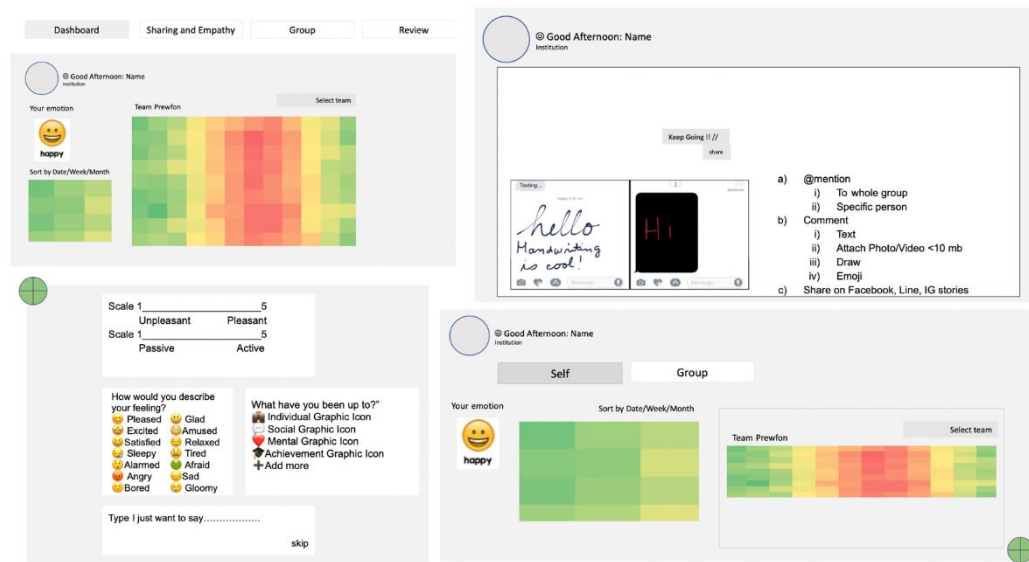 Dashboard
Sharing and Empathy
Group
Review
☺ Good Afternoon: Name
Institution
Your emotion
happy
Sort by Date/Week/Month
Team Prewfon
Select team
☺ Good Afternoon: Name
Institution
Keep Going !! //
share
Testing...
hello
Handwriting
is cool!
Hi
iMessage
iMessage
a) @mention
i) To whole group
ii) Specific person
b) Comment
i) Text
ii) Attach Photo/Video <10 mb
iii) Draw
iv) Emoji
c) Share on Facebook, Line, IG stories
Scale 1_____________________5
Unpleasant Pleasant
Scale 1_____________________5
Passive Active
How would you describe
your feeling?
😊 Pleased 😀 Glad
😄 Excited 😄 Amused
😃 Satisfied 😌 Relaxed
😪 Sleepy 😫 Tired
😲 Alarmed 🤢 Afraid
😡 Angry 😞 Sad
🙁 Bored 😢 Gloomy
What have you been up to?"
💼 Individual Graphic Icon
💬 Social Graphic Icon
❤️ Mental Graphic Icon
🎓 Achievement Graphic Icon
➕ Add more
Type I just want to say………………
skip
☺ Good Afternoon: Name
Institution
Self
Group
Your emotion
happy
Sort by Date/Week/Month
Team Prewfon
Select team